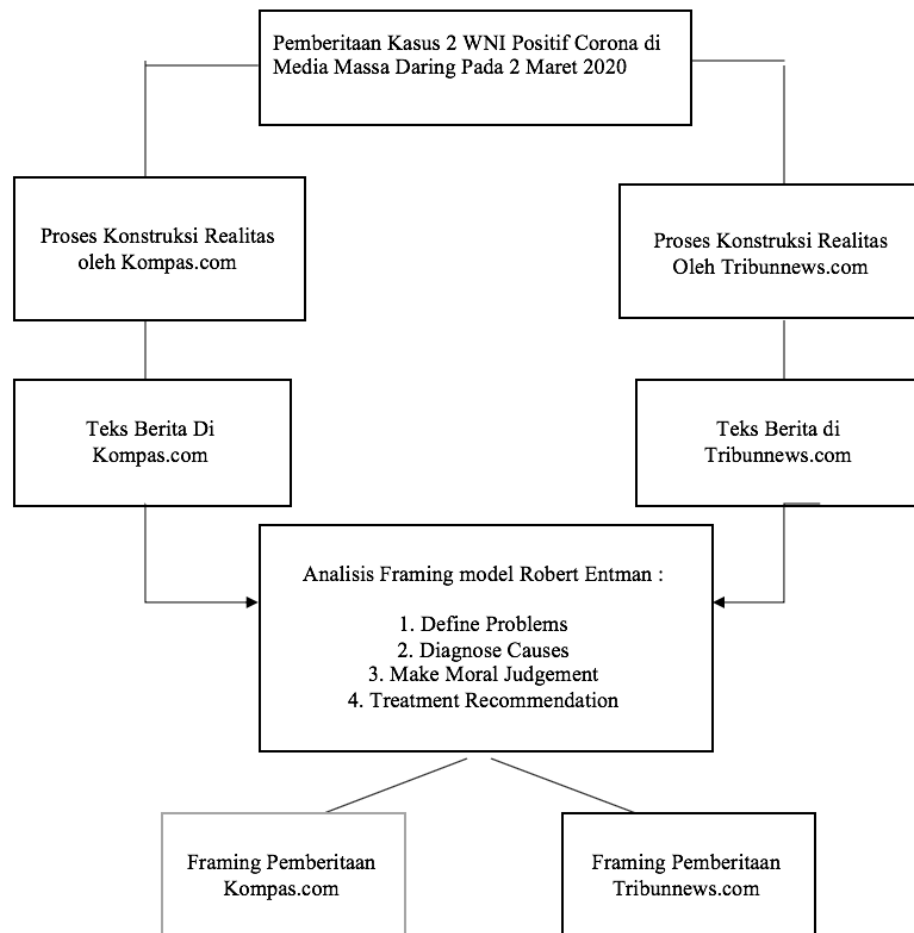 Pemberitaan Kasus 2 WNI Positif Corona di
Media Massa Daring Pada 2 Maret 2020
Proses Konstruksi Realitas
oleh Kompas.com
Proses Konstruksi Realitas
Oleh Tribunnews.com
Teks Berita Di
Kompas.com
Teks Berita di
Tribunnews.com
Analisis Framing model Robert Entman :
1. Define Problems
2. Diagnose Causes
3. Make Moral Judgement
4. Treatment Recommendation
Framing Pemberitaan
Kompas.com
Framing Pemberitaan
Tribunnews.com